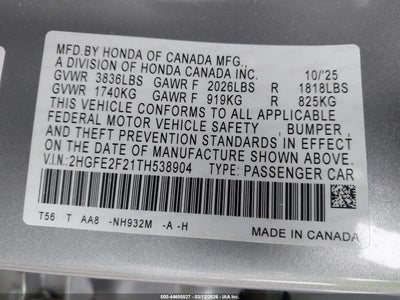 MFD.BY HONDA OF CANADA MFG.,
A DIVISION OF HONDA CANADA INC. 10/'25
GVWR 3836LBS GAWR F 2026LBS R 1818LBS
GVWR 1740KG GAWR F 919KG R 825KG
THIS VEHICLE CONFORMS TO ALL APPLICABLE
FEDERAL MOTOR VEHICLE SAFETY , BUMPER ,
AND THEFT PREVENTION STANDARDS IN EFFECT
ON THE DATE OF MANUFACTURE SHOWN ABOVE.
V.I.N.:2HGFE2F21TH538904 TYPE: PASSENGER CAR
T56 T AA8 -NH932M -A -H
MADE IN CANADA